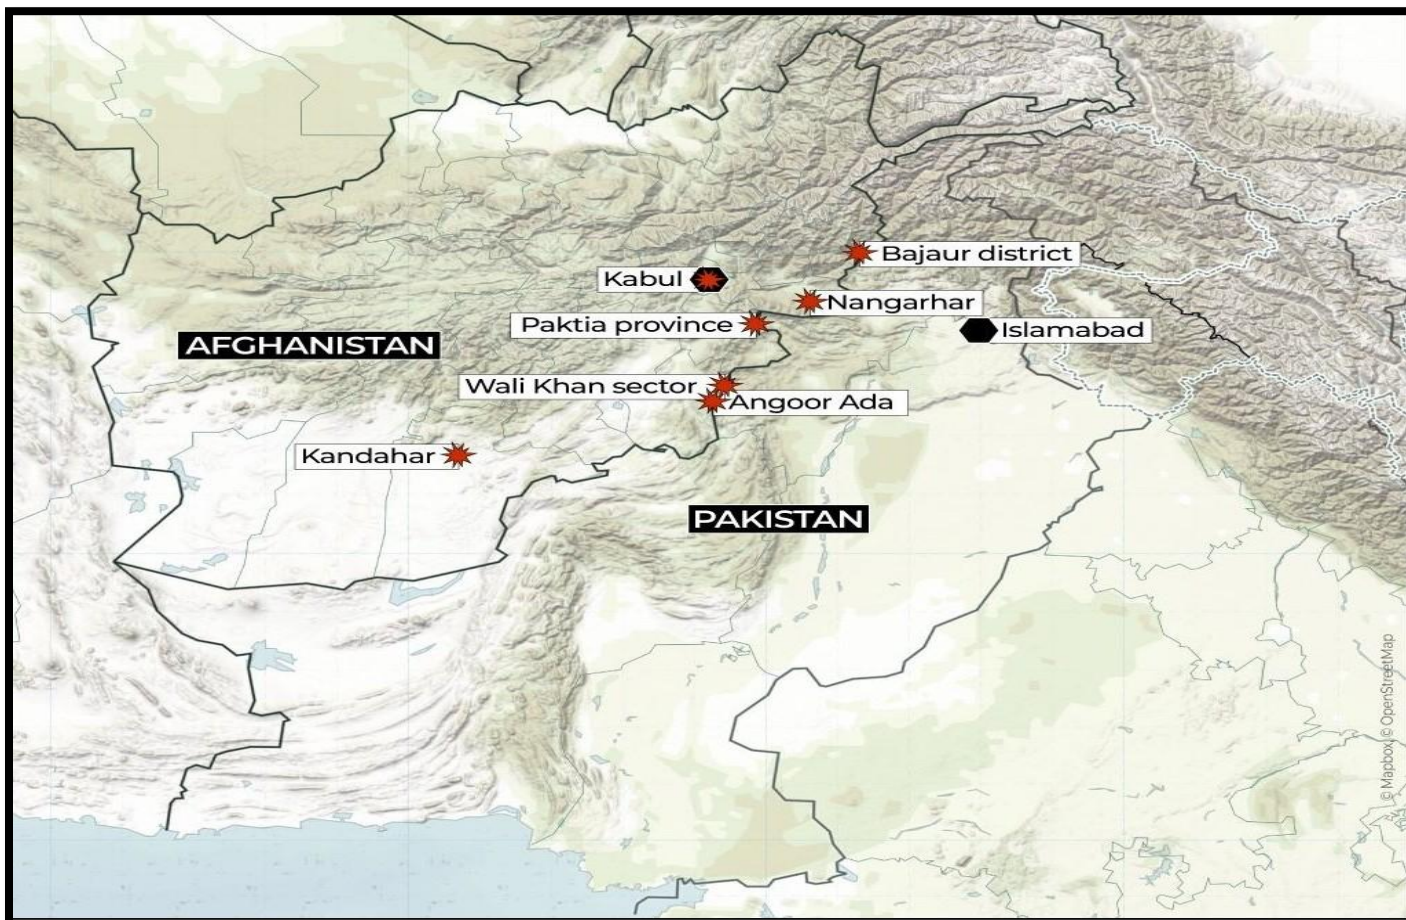 Bajaur district
Kabul
Nangarhar
Paktia province
Islamabad
AFGHANISTAN
Wali Khan sector
Angoor Ada
Kandahar
PAKISTAN
© Mapbox, © OpenStreetMap